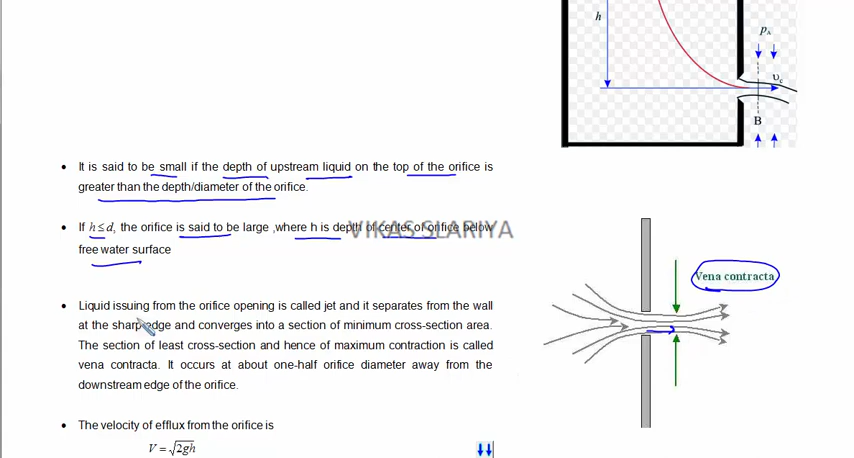 h
pA
υc
B
• It is said to be small if the depth of upstream liquid on the top of the orifice is
greater than the depth/diameter of the orifice.
• If h≤d, the orifice is said to be large ,where h is depth of center of orifice below
free water surface
VIKAS SLARIYA
Vena contracta
• Liquid issuing from the orifice opening is called jet and it separates from the wall
at the sharp edge and converges into a section of minimum cross-section area.
The section of least cross-section and hence of maximum contraction is called
vena contracta. It occurs at about one-half orifice diameter away from the
downstream edge of the orifice.
• The velocity of efflux from the orifice is
V = √2gh